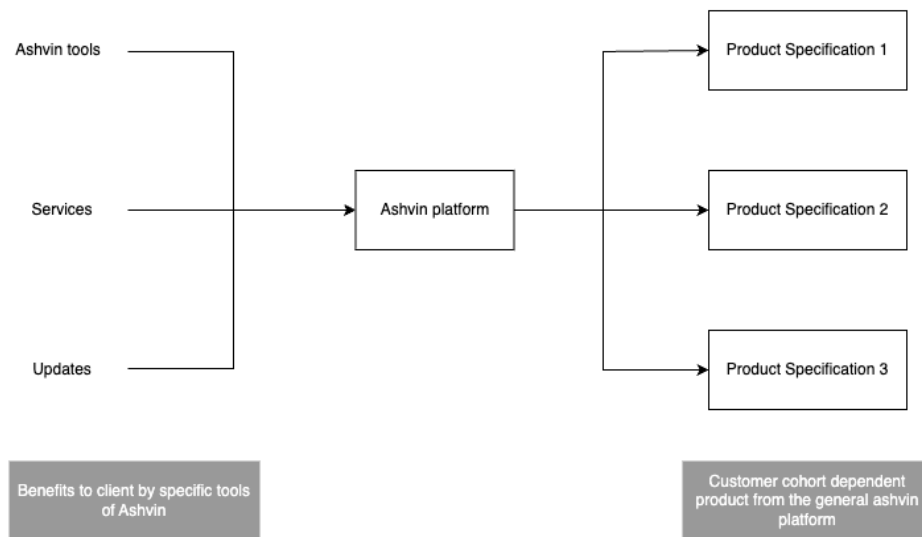 Ashvin tools
Product Specification 1
Services
Ashvin platform
Product Specification 2
Updates
Product Specification 3
Benefits to client by specific tools
of Ashvin
Customer cohort dependent
product from the general ashvin
platform